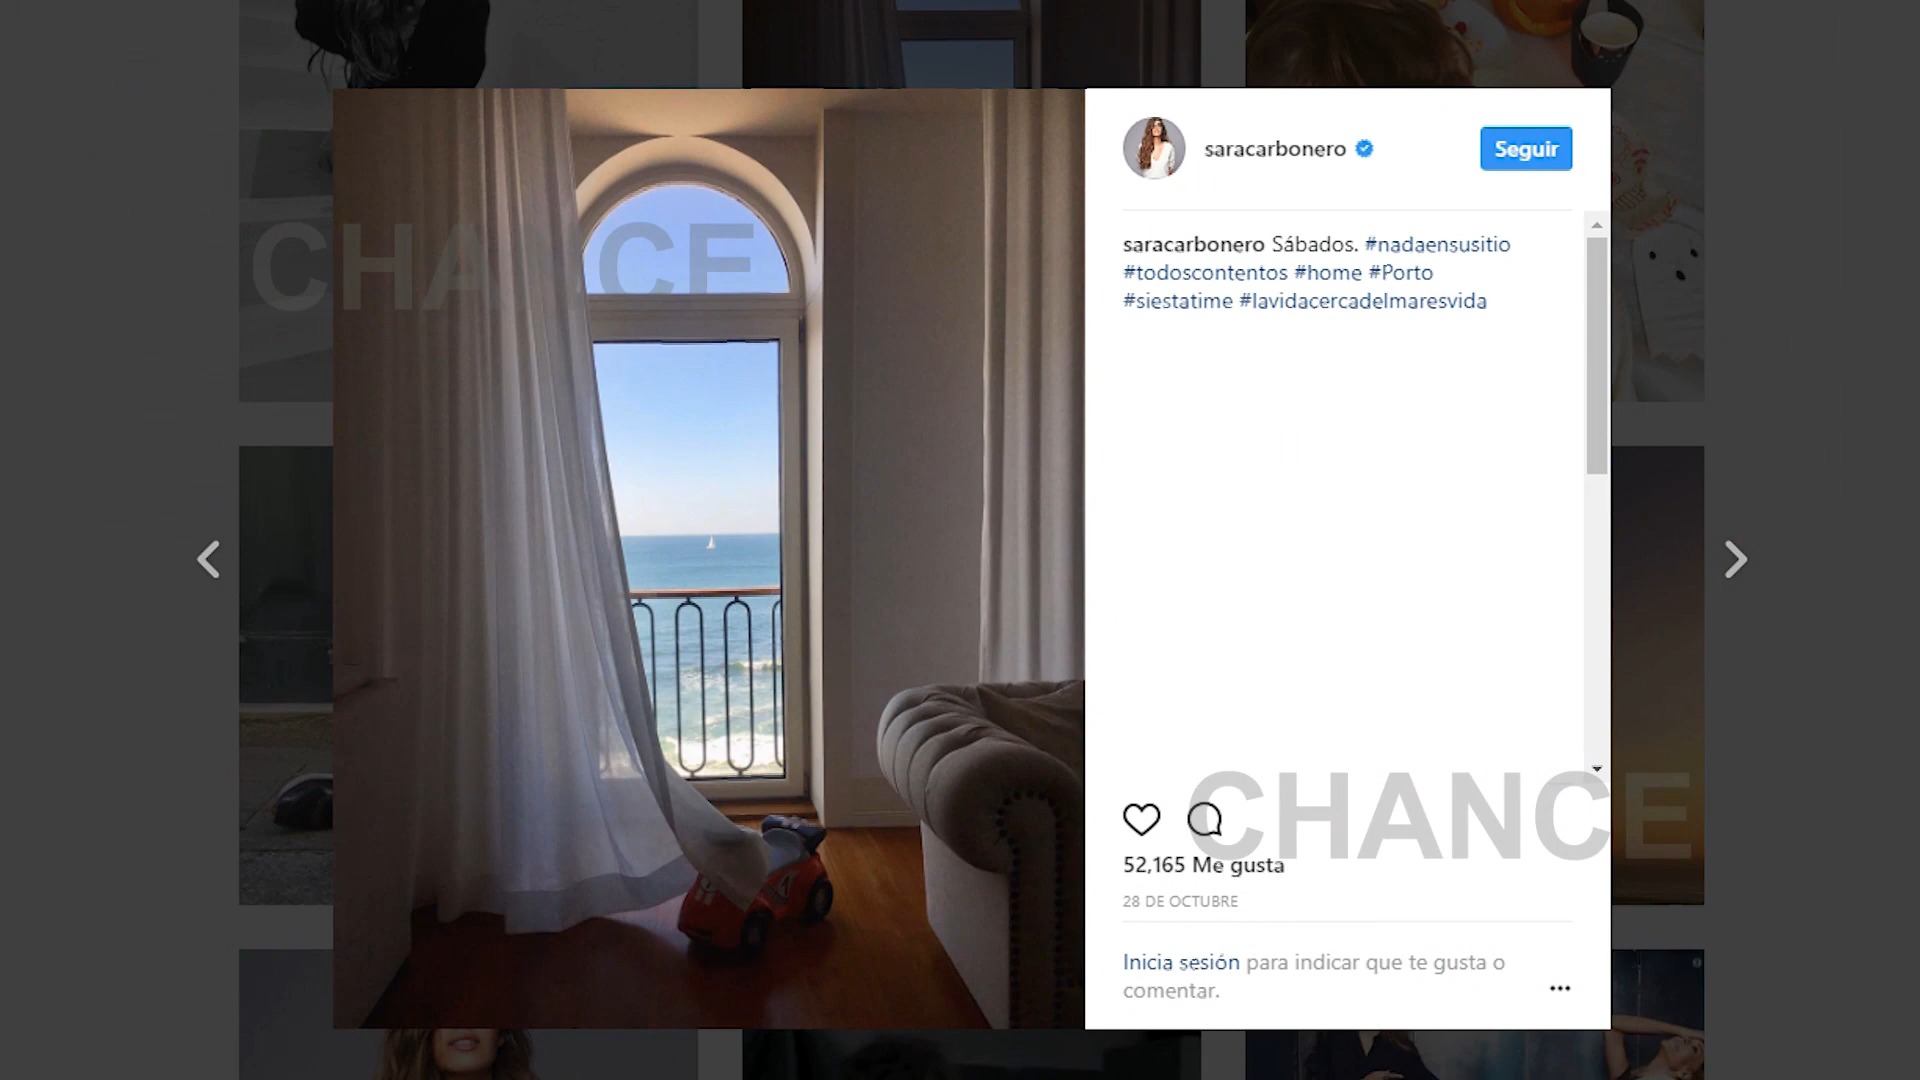 CHANCE
saracarbonero
Seguir
saracarbonero Sábados. #nadaensusitio
#todoscontentos #home #Porto
#siestatime #lavidacercadelmaresvida
CHANCE
52,165 Me gusta
28 DE OCTUBRE
Inicia sesión para indicar que te gusta o
comentar.